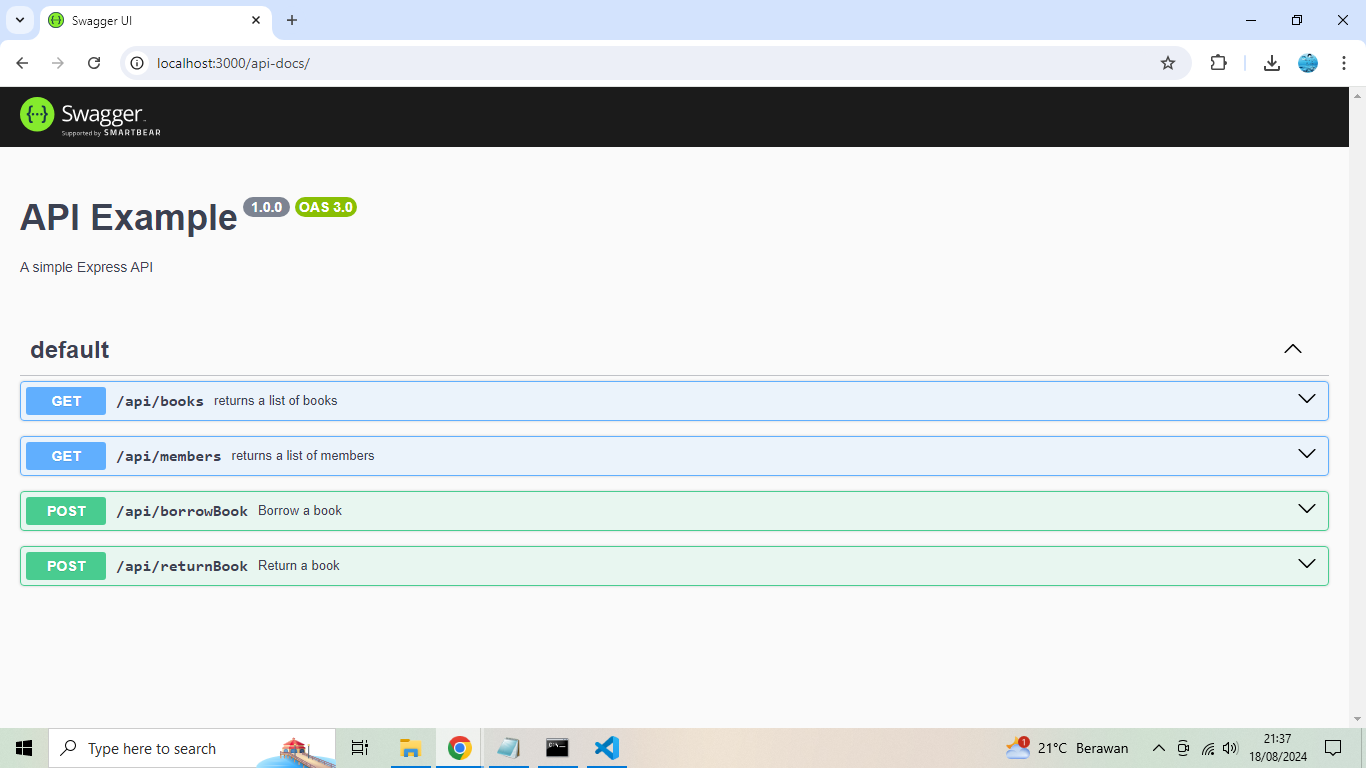 Swagger UI
localhost:3000/api-docs/
Swagger
Supported by SMARTBEAR
API Example 1.0.0 OAS 3.0
A simple Express API
default
GET /api/books returns a list of books
GET /api/members returns a list of members
POST /api/borrowBook Borrow a book
POST /api/returnBook Return a book
Type here to search
1 21°C Berawan
21:37
18/08/2024